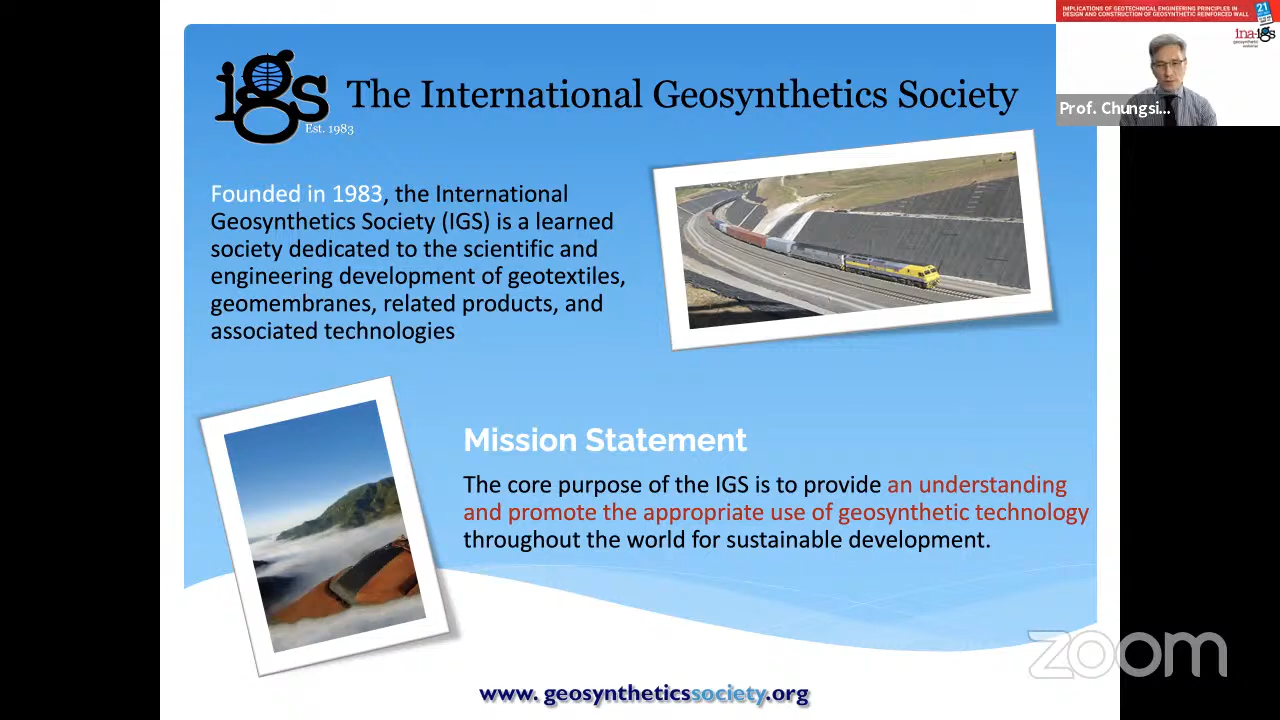 IMPLICATIONS OF GEOTECHNICAL ENGINEERING PRINCIPLES IN
DESIGN AND CONSTRUCTION OF GEOSYNTHETIC REINFORCED WALL
21
ina-igs
Prof. Chungsi...
igs
Est. 1983
The International Geosynthetics Society
Founded in 1983, the International
Geosynthetics Society (IGS) is a learned
society dedicated to the scientific and
engineering development of geotextiles,
geomembranes, related products, and
associated technologies
Mission Statement
The core purpose of the IGS is to provide an understanding
and promote the appropriate use of geosynthetic technology
throughout the world for sustainable development.
zoom
www. geosyntheticssociety.org